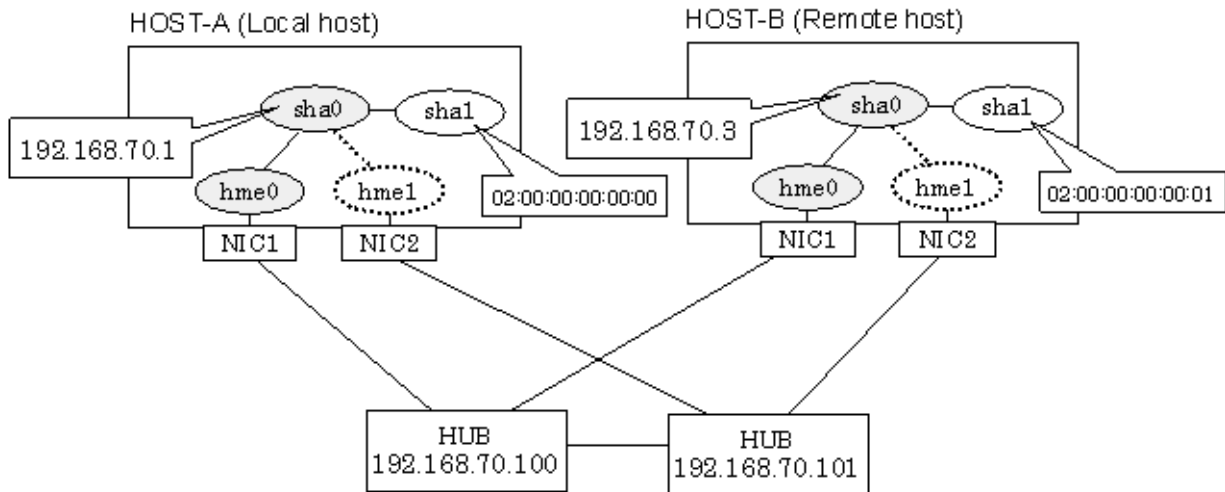 HOST-A (Local host)
HOST-B (Remote host)
sha0
sha1
192.168.70.1
hme0
hme1
02:00:00:00:00:00
NIC1
NIC2
sha0
sha1
192.168.70.3
hme0
hme1
02:00:00:00:00:01
NIC1
NIC2
HUB
192.168.70.100
HUB
192.168.70.101